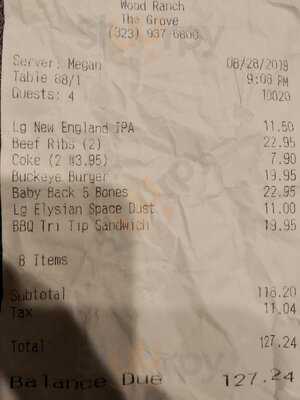 Wood Ranch
The Grove
(323) 937-6800
Server: Megan 08/28/2019
Table 88/1 9:08 PM
Guests: 4 10020
Lg New England IPA 11.50
Beef Ribs (2) 22.95
Coke (2 @3.95) 7.90
Buckeye Burger 19.95
Baby Back 5 Bones 22.95
Lg Elysian Space Dust 11.00
BBQ Tri Tip Sandwich 19.95
8 Items
Subtotal 116.20
Tax 11.04
Total 127.24
Balance Due 127.24